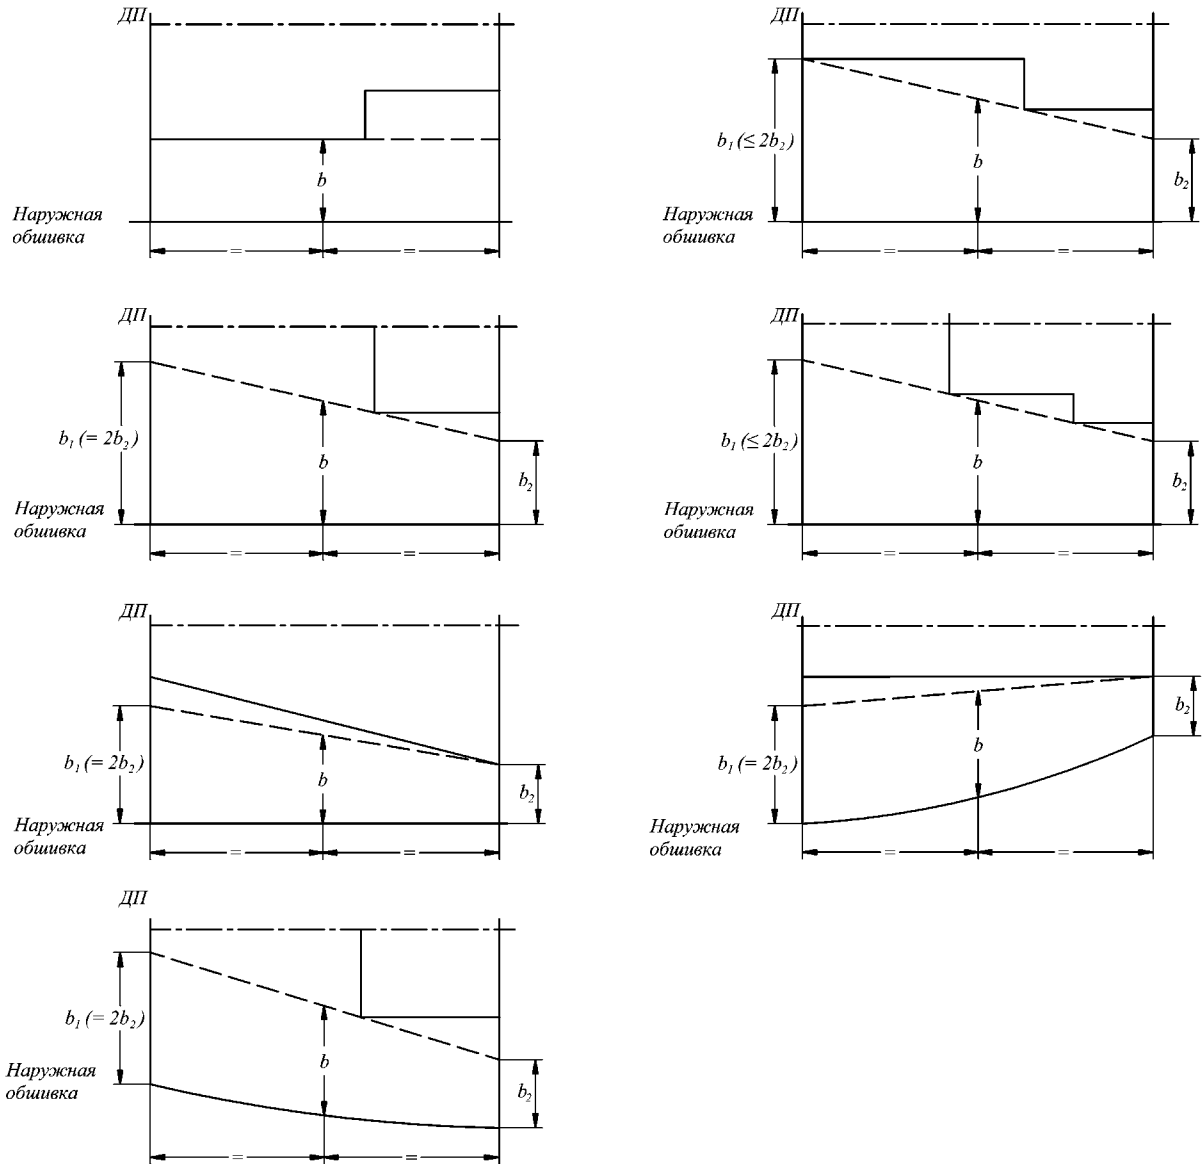 ДП
b
Наружная
обшивка
=
=
ДП
b₁ (≤ 2b₂)
b
b₂
Наружная
обшивка
=
=
ДП
b₁ (= 2b₂)
b
b₂
Наружная
обшивка
=
=
ДП
b₁ (≤ 2b₂)
b
b₂
Наружная
обшивка
=
=
ДП
b₁ (= 2b₂)
b
b₂
Наружная
обшивка
=
=
ДП
b₂
b
b₁ (= 2b₂)
Наружная
обшивка
=
=
ДП
b₁ (= 2b₂)
b
Наружная
обшивка
b₂
=
=